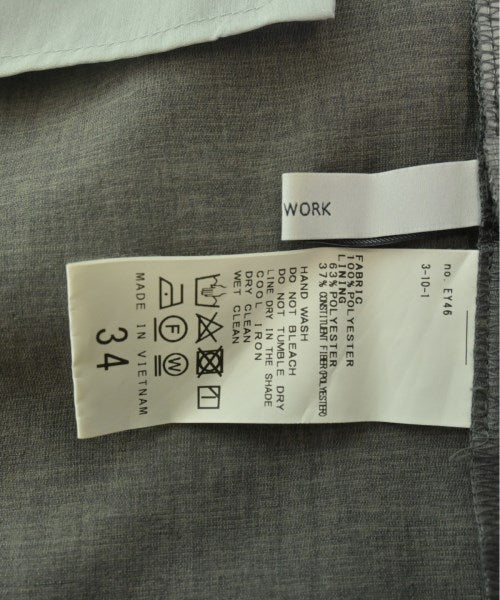 WORK
no. EY46
3-10-1
FABRIC
100% POLYESTER
LINING
63% POLYESTER
37% CONSTITUENT FIBER(POLYESTER)
HAND WASH
DO NOT BLEACH
DO NOT TUMBLE DRY
LINE DRY IN THE SHADE
COOL IRON
DRY CLEAN
WET CLEAN
F W
MADE IN VIETNAM
34